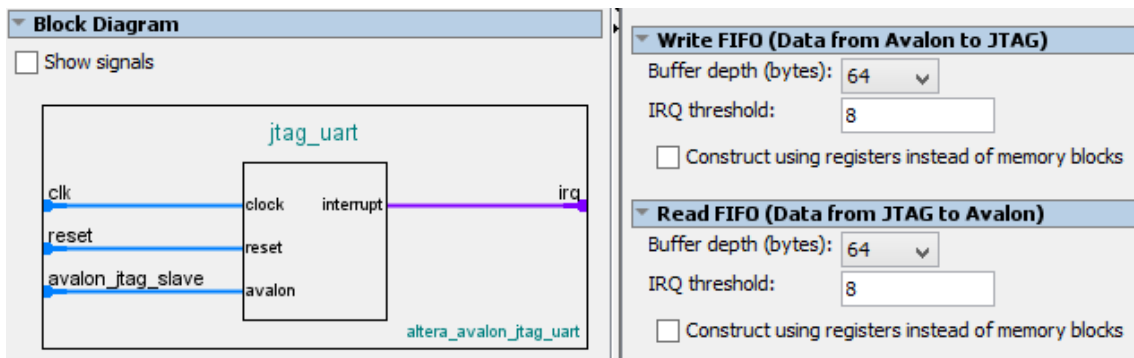 Block Diagram
Show signals
jtag_uart
clk
clock
interrupt
irq
reset
reset
avalon_jtag_slave
avalon
altera_avalon_jtag_uart
Write FIFO (Data from Avalon to JTAG)
Buffer depth (bytes): 64
IRQ threshold: 8
Construct using registers instead of memory blocks
Read FIFO (Data from JTAG to Avalon)
Buffer depth (bytes): 64
IRQ threshold: 8
Construct using registers instead of memory blocks